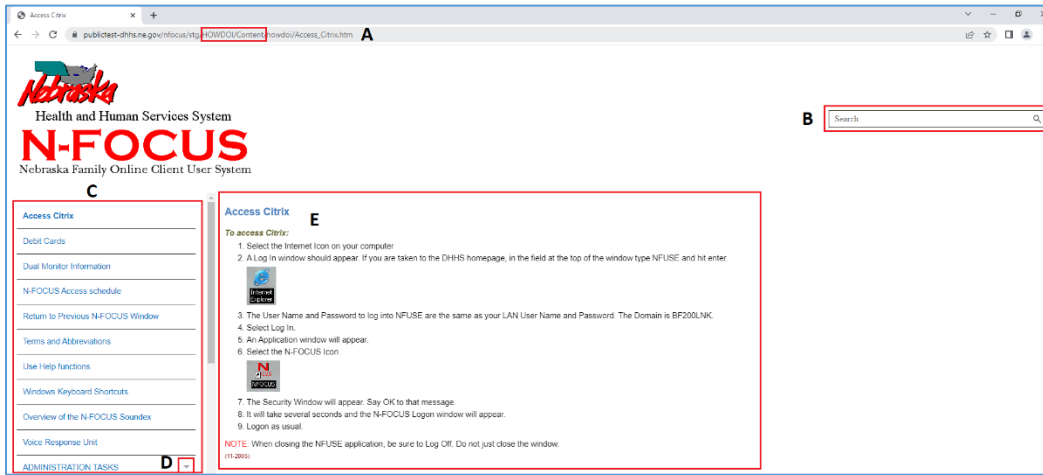 Access Citrix
publictest-dhhs.ne.gov/nfocus/stg/HOWDOI/Content/howdoi/Access_Citrix.htm
A
Nebraska
Health and Human Services System
N-FOCUS
Nebraska Family Online Client User System
B
Search
C
Access Citrix
Debit Cards
Dual Monitor Information
N-FOCUS Access schedule
Return to Previous N-FOCUS Window
Terms and Abbreviations
Use Help functions
Windows Keyboard Shortcuts
Overview of the N-FOCUS Soundex
Voice Response Unit
ADMINISTRATION TASKS
D
Access Citrix
E
To access Citrix:
1. Select the Internet Icon on your computer
2. A Log In window should appear. If you are taken to the DHHS homepage, in the field at the top of the window type NFUSE and hit enter.
Internet
Explorer
3. The User Name and Password to log into NFUSE are the same as your LAN User Name and Password. The Domain is BF200LNK.
4. Select Log In.
5. An Application window will appear.
6. Select the N-FOCUS Icon
N
FOCUS
NFOCUS
7. The Security Window will appear. Say OK to that message.
8. It will take several seconds and the N-FOCUS Logon window will appear.
9. Logon as usual.
NOTE: When closing the NFUSE application, be sure to Log Off. Do not just close the window.
(11-2005)